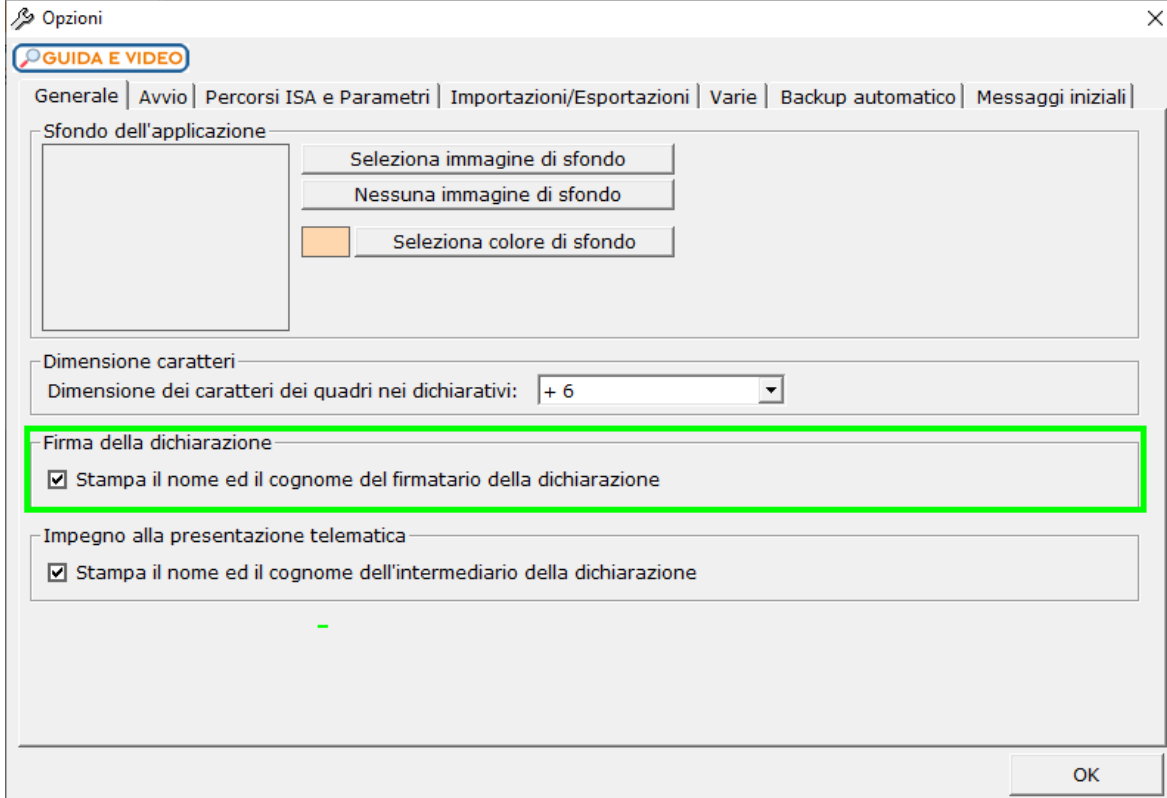 Opzioni
GUIDA E VIDEO
Generale Avvio Percorsi ISA e Parametri Importazioni/Esportazioni Varie Backup automatico Messaggi iniziali
Sfondo dell'applicazione
Seleziona immagine di sfondo
Nessuna immagine di sfondo
Seleziona colore di sfondo
Dimensione caratteri
Dimensione dei caratteri dei quadri nei dichiarativi: + 6
Firma della dichiarazione
Stampa il nome ed il cognome del firmatario della dichiarazione
Impegno alla presentazione telematica
Stampa il nome ed il cognome dell'intermediario della dichiarazione
OK